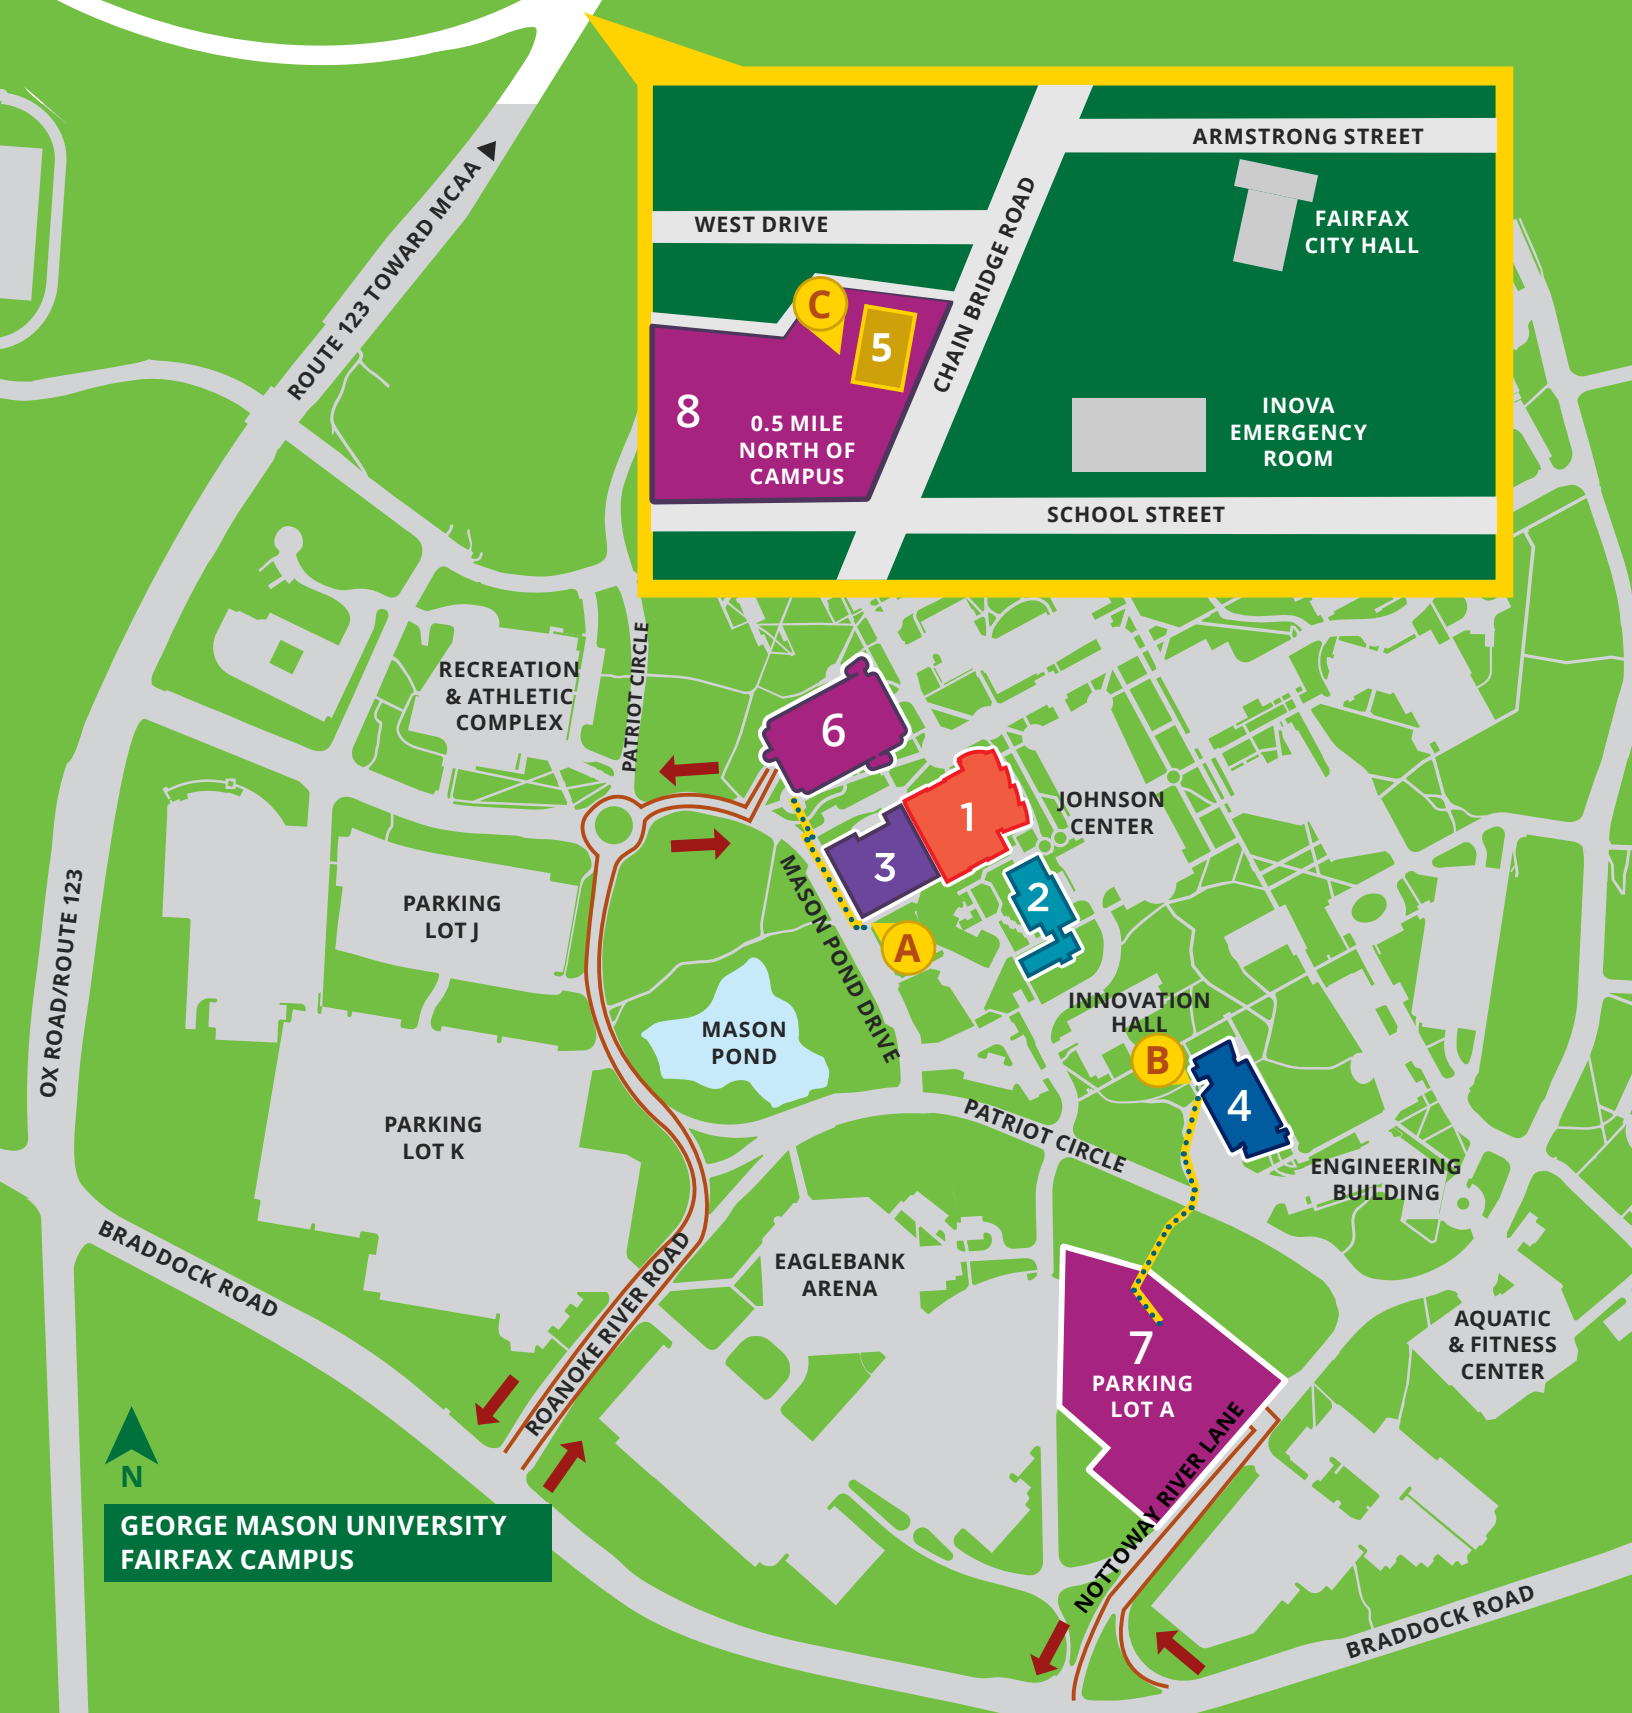 ARMSTRONG STREET
FAIRFAX
CITY HALL
WEST DRIVE
CHAIN BRIDGE ROAD
C
5
8
0.5 MILE
NORTH OF
CAMPUS
INOVA
EMERGENCY
ROOM
SCHOOL STREET
ROUTE 123 TOWARD MCAA
RECREATION
& ATHLETIC
COMPLEX
PATRIOT CIRCLE
6
1
JOHNSON
CENTER
3
2
A
MASON POND DRIVE
PARKING
LOT J
OX ROAD/ROUTE 123
MASON
POND
INNOVATION
HALL
B
4
PARKING
LOT K
PATRIOT CIRCLE
ENGINEERING
BUILDING
BRADDOCK ROAD
EAGLEBANK
ARENA
ROANOKE RIVER ROAD
7
PARKING
LOT A
AQUATIC
& FITNESS
CENTER
NOTTOWAY RIVER LANE
N
GEORGE MASON UNIVERSITY
FAIRFAX CAMPUS
BRADDOCK ROAD